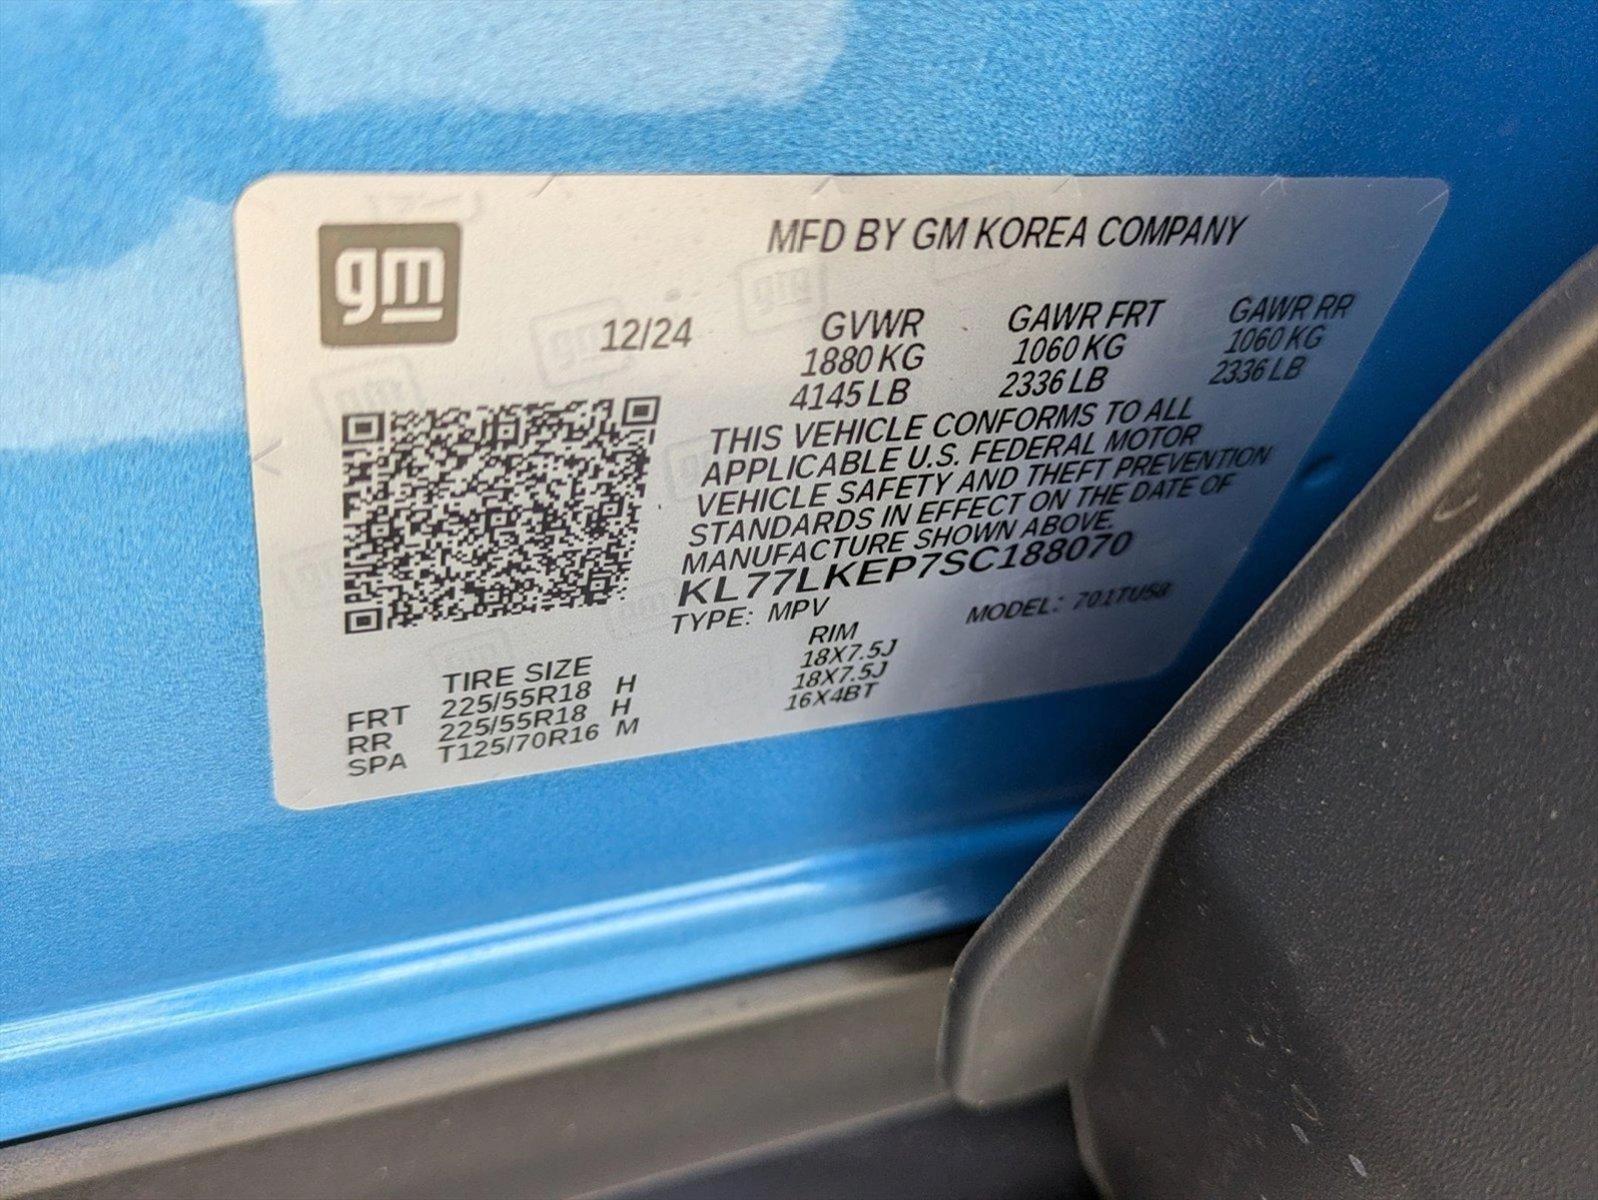 gm
MFD BY GM KOREA COMPANY
12/24
GVWR GAWR FRT GAWR RR
1880 KG 1060 KG 1060 KG
4145 LB 2336 LB 2336 LB
THIS VEHICLE CONFORMS TO ALL
APPLICABLE U.S. FEDERAL MOTOR
VEHICLE SAFETY AND THEFT PREVENTION
STANDARDS IN EFFECT ON THE DATE OF
MANUFACTURE SHOWN ABOVE.
KL77LKEP7SC188070
TYPE: MPV MODEL:
TIRE SIZE RIM
FRT 225/55R18 H 18X7.5J
RR 225/55R18 H 18X7.5J
SPA T125/70R16 M 16X4BT